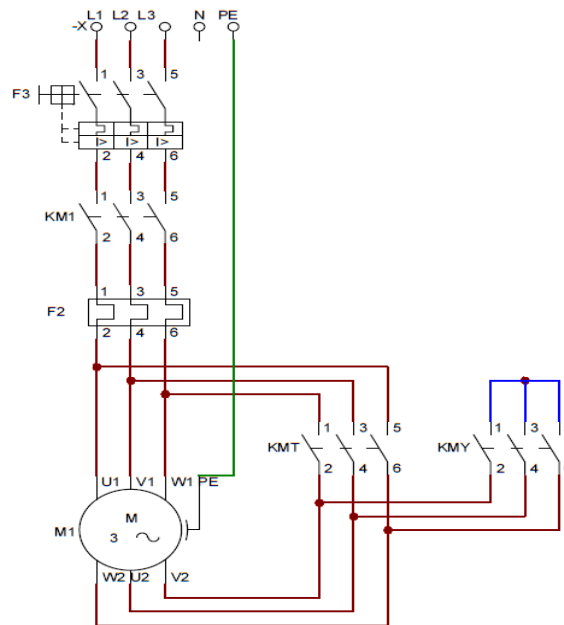 L1 L2 L3 N PE
-X
1 3 5
F3
I> I> I>
2 4 6
1 3 5
KM1
2 4 6
1 3 5
F2
2 4 6
1 3 5 1 3
KMT KMY
2 4 6 2 4
U1 V1 W1 PE
M
M1
3
W2 U2 V2